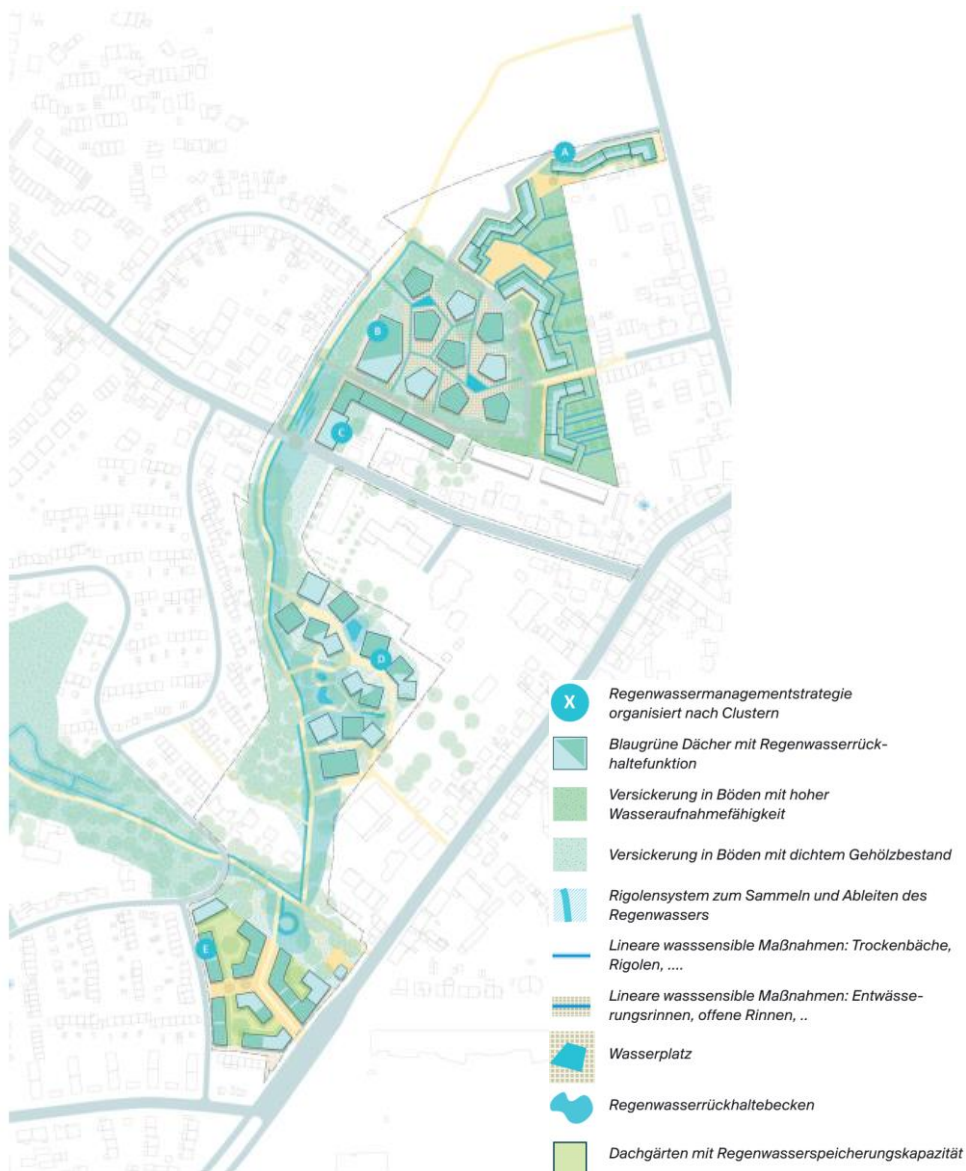 A
B
C
D
E
X
Regenwassermanagementstrategie
organisiert nach Clustern
Blaugrüne Dächer mit Regenwasserrück-
haltefunktion
Versickerung in Böden mit hoher
Wasseraufnahmefähigkeit
Versickerung in Böden mit dichtem Gehölzbestand
Rigolensystem zum Sammeln und Ableiten des
Regenwassers
Lineare wasssensible Maßnahmen: Trockenbäche,
Rigolen, ....
Lineare wasssensible Maßnahmen: Entwässe-
rungsrinnen, offene Rinnen, ..
Wasserplatz
Regenwasserrückhaltebecken
Dachgärten mit Regenwasserspeicherungskapazität